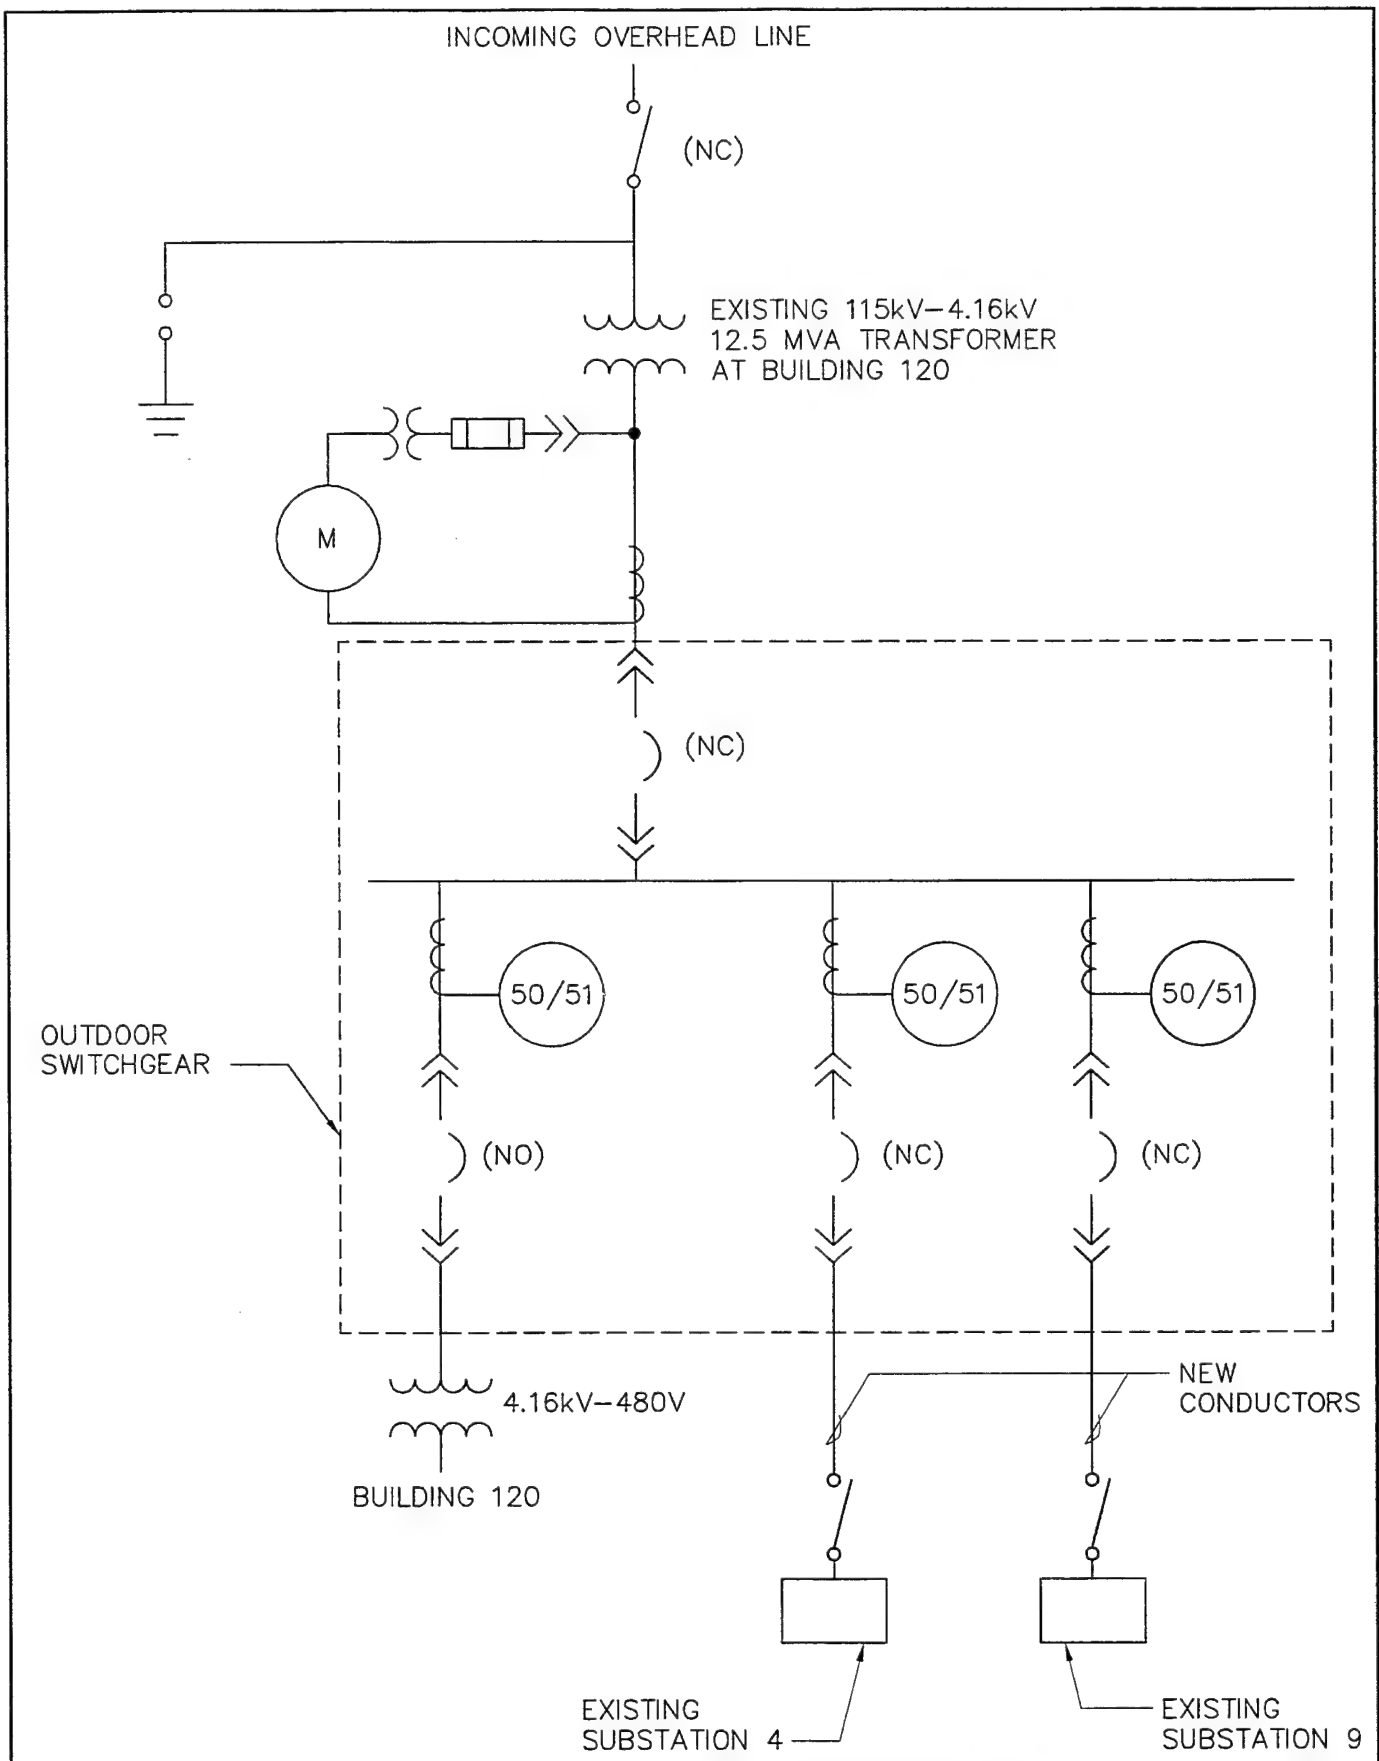 INCOMING OVERHEAD LINE
(NC)
EXISTING 115kV-4.16kV
12.5 MVA TRANSFORMER
AT BUILDING 120
M
(NC)
50/51
50/51
50/51
OUTDOOR
SWITCHGEAR
(NO)
(NC)
(NC)
4.16kV-480V
NEW
CONDUCTORS
BUILDING 120
EXISTING
SUBSTATION 4
EXISTING
SUBSTATION 9